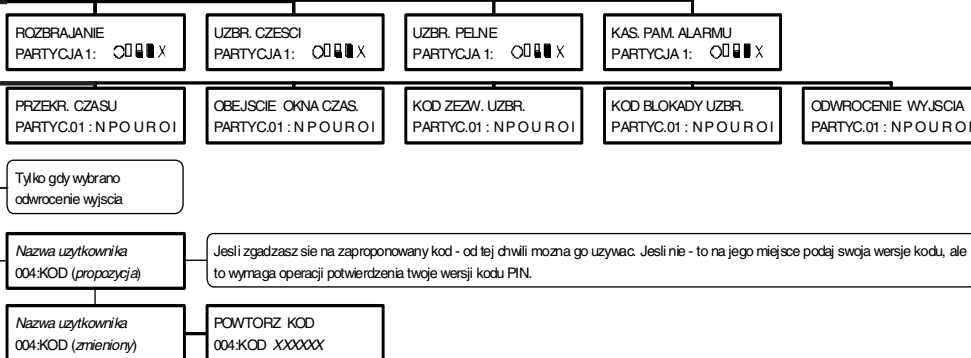 ROZBRAJANIE
PARTYCJA 1: X
UZBR. CZESCI
PARTYCJA 1: X
UZBR. PELNE
PARTYCJA 1: X
KAS. PAM. ALARMU
PARTYCJA 1: X
PRZEKR. CZASU
PARTYC.01 : N P O U R O I
OBEJSCIE OKNA CZAS.
PARTYC.01 : N P O U R O I
KOD ZEZW. UZBR.
PARTYC.01 : N P O U R O I
KOD BLOKADY UZBR.
PARTYC.01 : N P O U R O I
ODWROCENIE WYJSCIA
PARTYC.01 : N P O U R O I
Tylko gdy wybrano
odwrocenie wyjscia
Nazwa uzytkownika
004:KOD (propozycja)
Jesli zgadzasz sie na zaproponowany kod - od tej chwili mozna go uzywac. Jesli nie - to na jego miejsce podaj swoja wersje kodu, ale
to wymaga operacji potwierdzenia twoje wersji kodu PIN.
Nazwa uzytkownika
004:KOD (zmieniony)
POWTORZ KOD
004:KOD XXXXXX